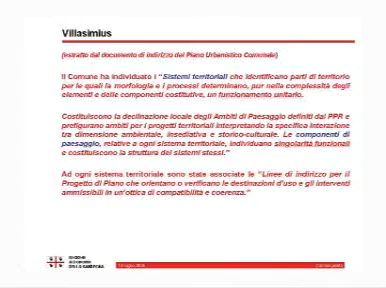 Villasimius
(estratto dal documento di indirizzo del Piano Urbanistico Comunale)
Il Comune ha individuato i "Sistemi territoriali che identificano parti di territorio
per le quali la morfologia e i processi determinano, pur nella complessità degli
elementi e delle componenti costitutive, un funzionamento unitario.
Costituiscono la declinazione locale degli Ambiti di Paesaggio definiti dal PPR e
prefigurano ambiti per i progetti territoriali interpretando la specifica interazione
tra dimensione ambientale, insediativa e storico-culturale. Le componenti di
paesaggio, relative a ogni sistema territoriale, individuano singolarità funzionali
e costituiscono la struttura dei sistemi stessi."
Ad ogni sistema territoriale sono state associate le "Linee di indirizzo per il
Progetto di Piano che orientano o verificano le destinazioni d'uso e gli interventi
ammissibili in un'ottica di compatibilità e coerenza."
REGIONE
AUTONOMA
DELLA SARDEGNA